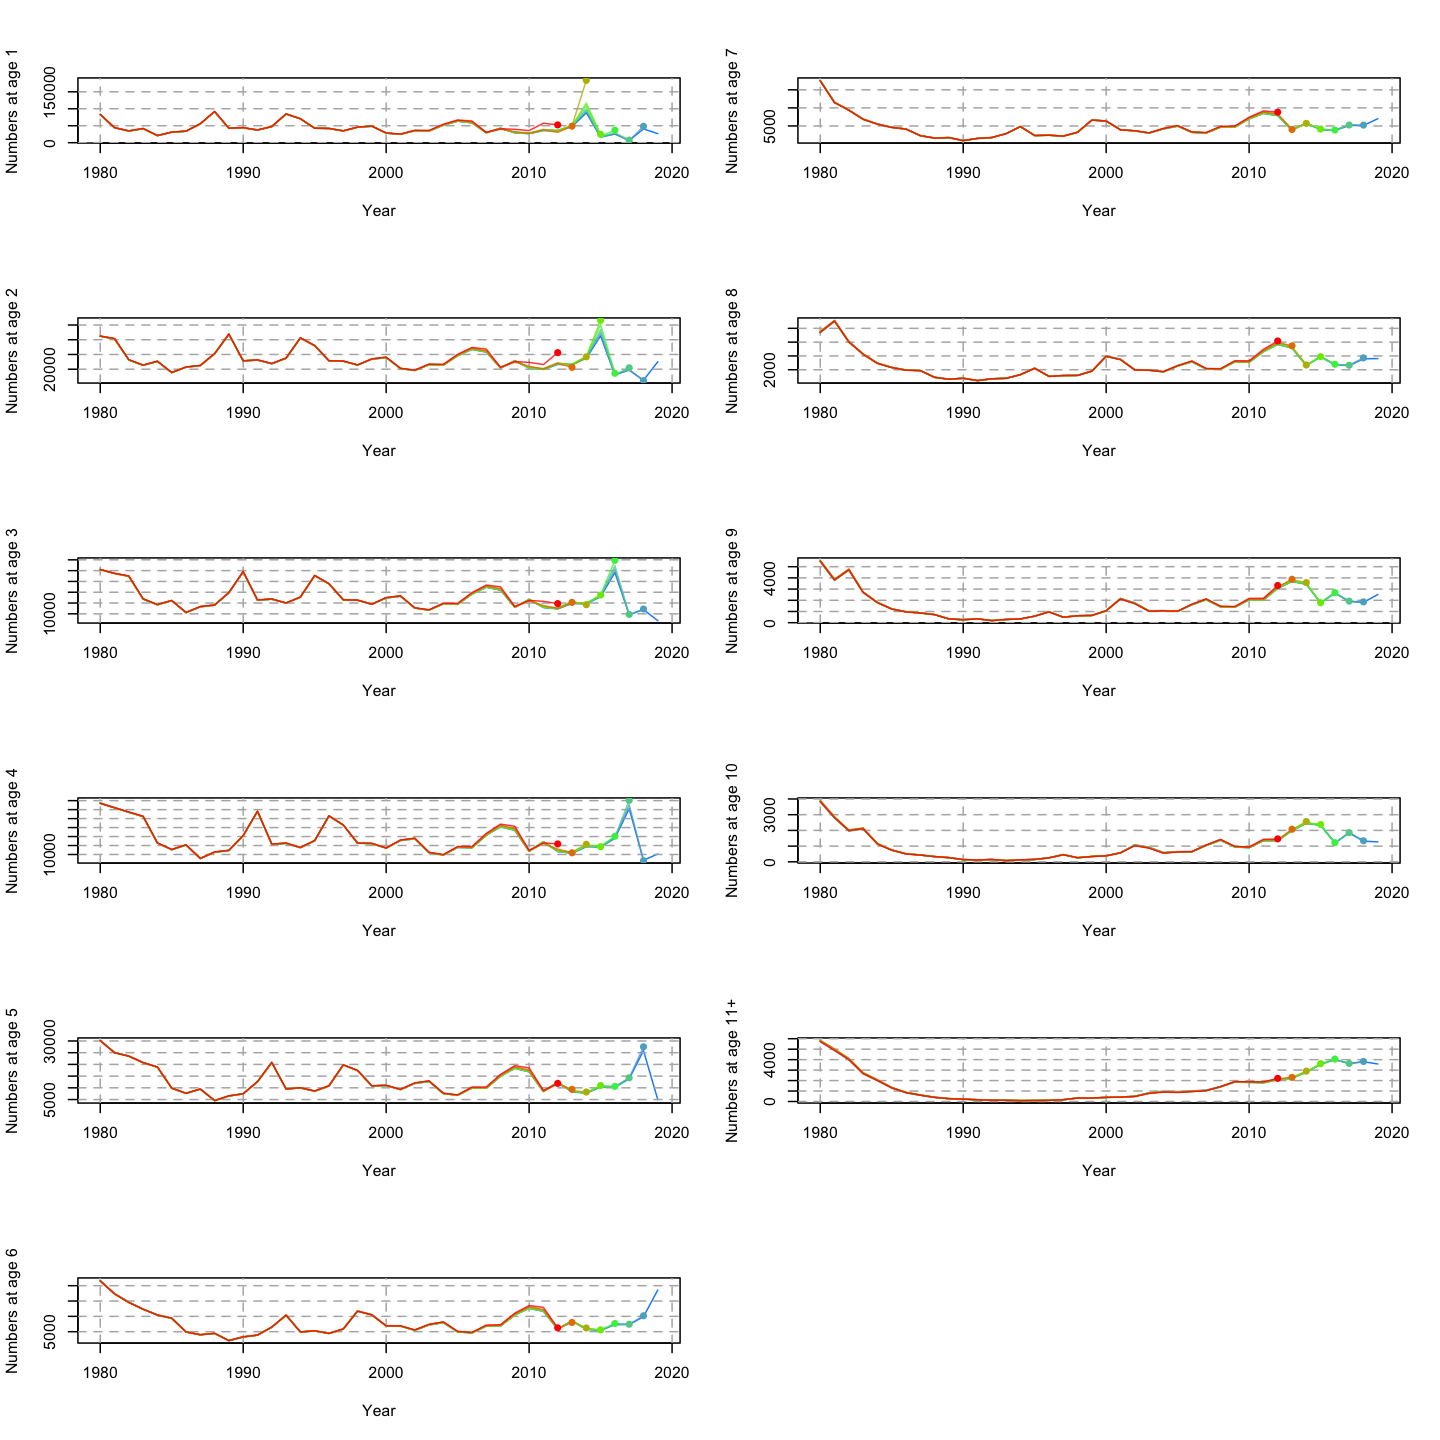 Numbers at age 1
0
150000
1980 1990 2000 2010 2020
Year
Numbers at age 2
20000
1980 1990 2000 2010 2020
Year
Numbers at age 3
10000
1980 1990 2000 2010 2020
Year
Numbers at age 4
10000
1980 1990 2000 2010 2020
Year
Numbers at age 5
5000
30000
1980 1990 2000 2010 2020
Year
Numbers at age 6
5000
1980 1990 2000 2010 2020
Year
Numbers at age 7
5000
1980 1990 2000 2010 2020
Year
Numbers at age 8
2000
1980 1990 2000 2010 2020
Year
Numbers at age 9
0
4000
1980 1990 2000 2010 2020
Year
Numbers at age 10
0
3000
1980 1990 2000 2010 2020
Year
Numbers at age 11+
0
4000
1980 1990 2000 2010 2020
Year